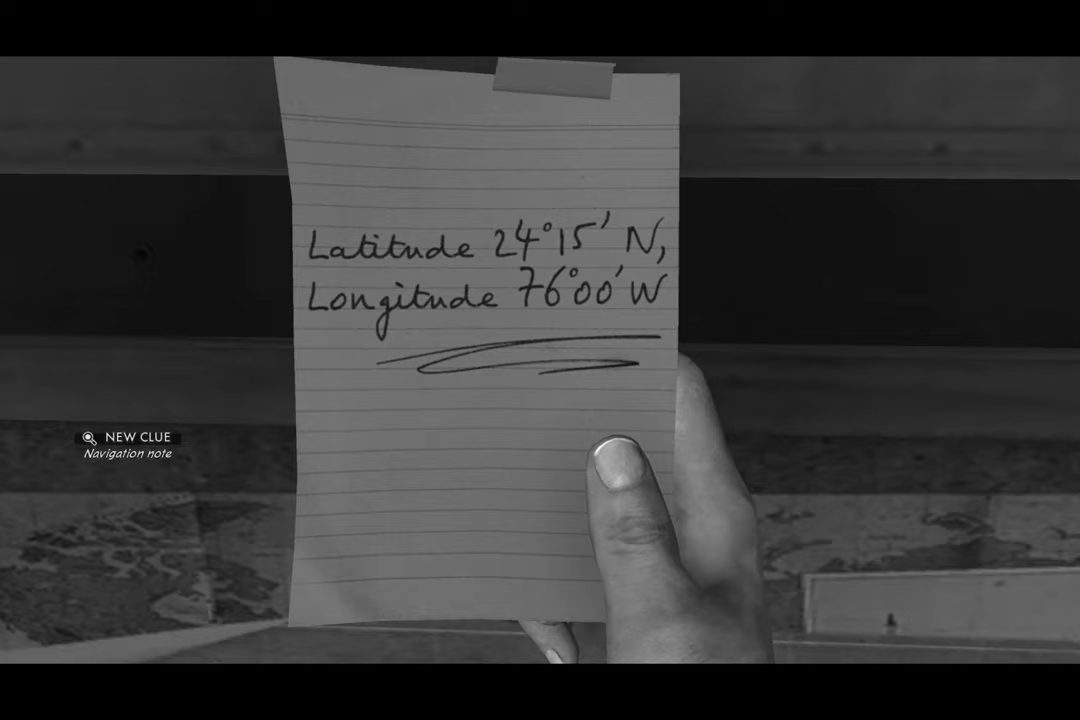 Latitude 24°15' N,
Longitude 76°00' W
NEW CLUE
Navigation note